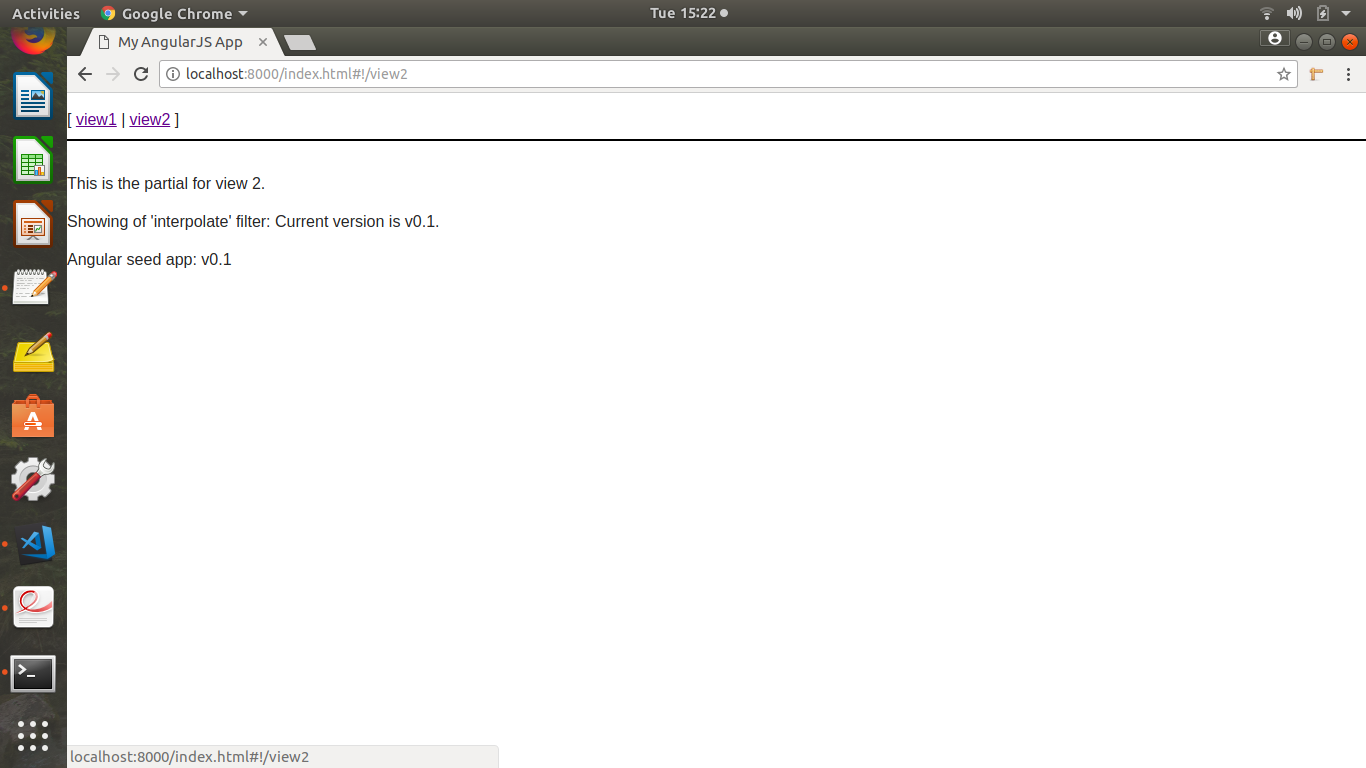 Activities Google Chrome Tue 15:22
My AngularJS App
localhost:8000/index.html#!/view2
[ view1 | view2 ]
This is the partial for view 2.
Showing of 'interpolate' filter: Current version is v0.1.
Angular seed app: v0.1
localhost:8000/index.html#!/view2